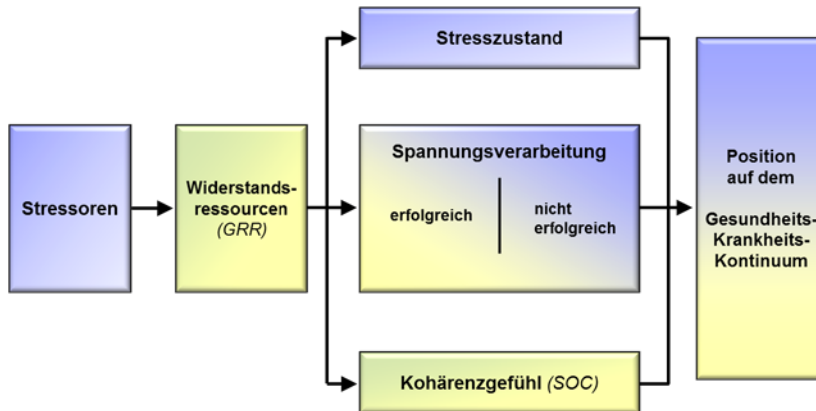 Stressoren
Widerstands-
ressourcen
(GRR)
Stresszustand
Spannungsverarbeitung
erfolgreich
nicht
erfolgreich
Kohärenzgefühl (SOC)
Position
auf dem
Gesundheits-
Krankheits-
Kontinuum